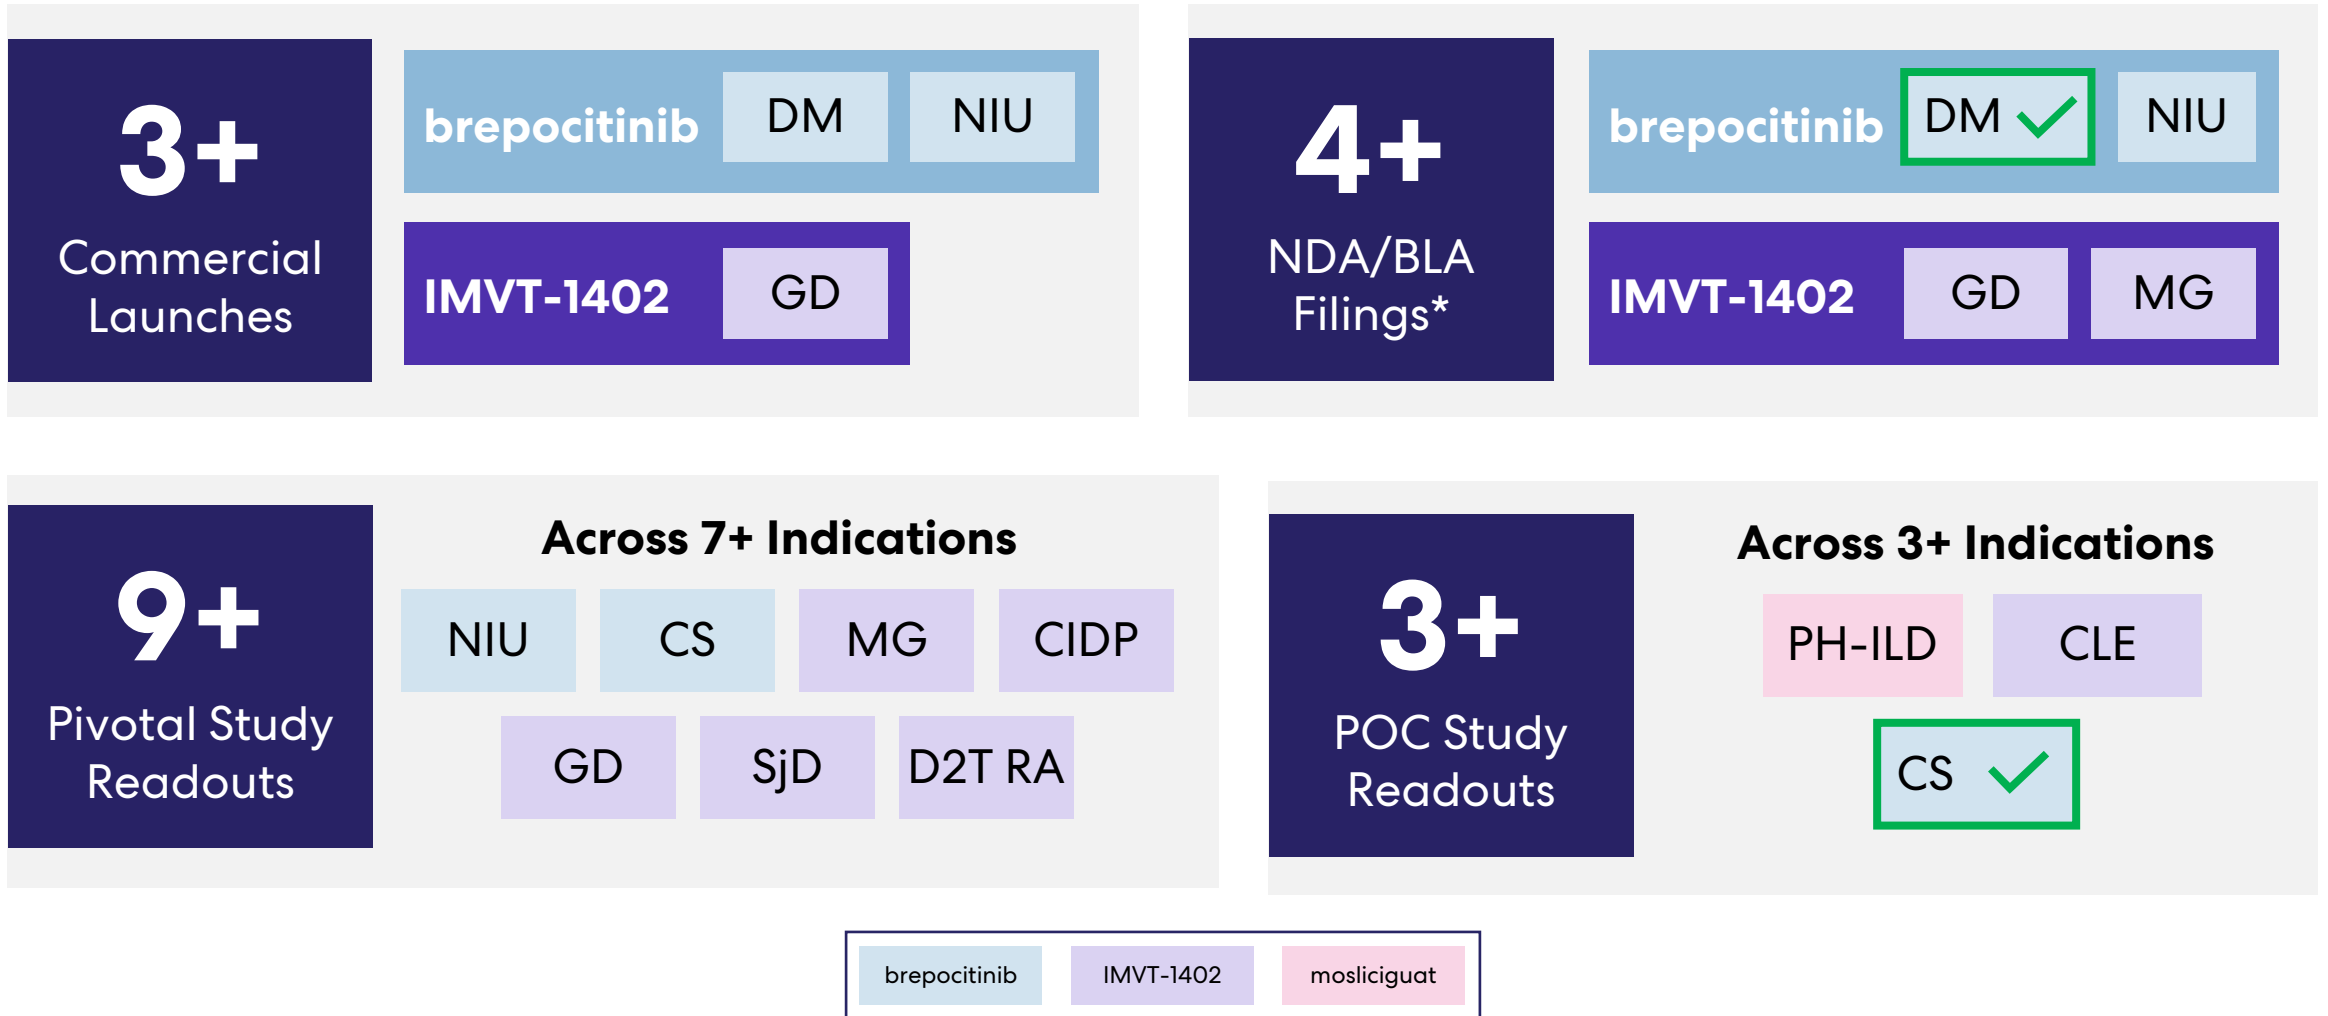 3+
Commercial
Launches
brepocitinib DM NIU
IMVT-1402 GD
4+
NDA/BLA
Filings*
brepocitinib DM ✓ NIU
IMVT-1402 GD MG
9+
Pivotal Study
Readouts
Across 7+ Indications
NIU CS MG CIDP
GD SjD D2T RA
3+
POC Study
Readouts
Across 3+ Indications
PH-ILD CLE
CS ✓
brepocitinib IMVT-1402 mosliciguat